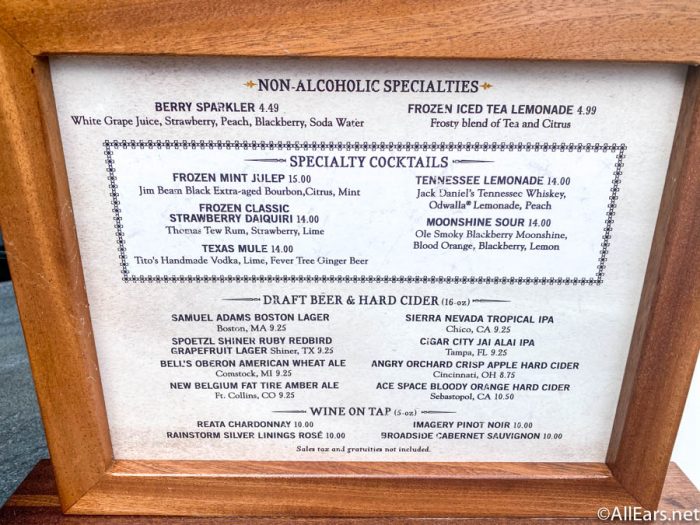 NON-ALCOHOLIC SPECIALTIES
BERRY SPARKLER 4.49
White Grape Juice, Strawberry, Peach, Blackberry, Soda Water
FROZEN ICED TEA LEMONADE 4.99
Frosty blend of Tea and Citrus
SPECIALTY COCKTAILS
FROZEN MINT JULEP 15.00
Jim Beam Black Extra-aged Bourbon,Citrus, Mint
FROZEN CLASSIC
STRAWBERRY DAIQUIRI 14.00
Thomas Tew Rum, Strawberry, Lime
TEXAS MULE 14.00
Tito's Handmade Vodka, Lime, Fever Tree Ginger Beer
TENNESSEE LEMONADE 14.00
Jack Daniel's Tennessee Whiskey,
Odwalla® Lemonade, Peach
MOONSHINE SOUR 14.00
Ole Smoky Blackberry Moonshine,
Blood Orange, Blackberry, Lemon
DRAFT BEER & HARD CIDER (16-oz)
SAMUEL ADAMS BOSTON LAGER
Boston, MA 9.25
SPOETZL SHINER RUBY REDBIRD
GRAPEFRUIT LAGER Shiner, TX 9.25
BELL'S OBERON AMERICAN WHEAT ALE
Comstock, MI 9.25
NEW BELGIUM FAT TIRE AMBER ALE
Ft. Collins, CO 9.25
SIERRA NEVADA TROPICAL IPA
Chico, CA 9.25
CIGAR CITY JAI ALAI IPA
Tampa, FL 9.25
ANGRY ORCHARD CRISP APPLE HARD CIDER
Cincinnati, OH 8.75
ACE SPACE BLOODY ORANGE HARD CIDER
Sebastopol, CA 10.50
WINE ON TAP (5-oz)
REATA CHARDONNAY 10.00
RAINSTORM SILVER LININGS ROSÉ 10.00
IMAGERY PINOT NOIR 10.00
BROADSIDE CABERNET SAUVIGNON 10.00
Sales tax and gratuities not included.
©AllEars.net